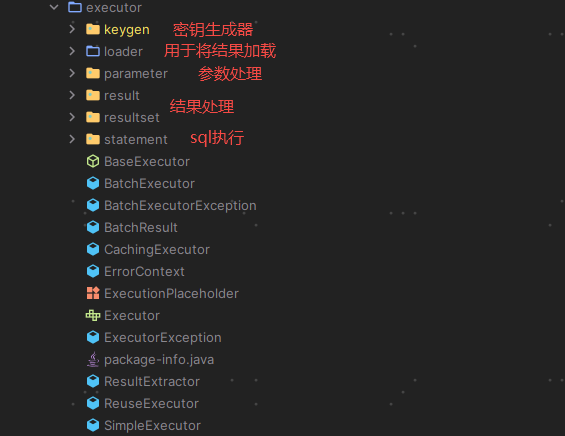 executor
keygen 密钥生成器
loader 用于将结果加载
parameter 参数处理
result
结果处理
resultset
statement sql执行
BaseExecutor
BatchExecutor
BatchExecutorException
BatchResult
CachingExecutor
ErrorContext
ExecutionPlaceholder
Executor
ExecutorException
package-info.java
ResultExtractor
ReuseExecutor
SimpleExecutor